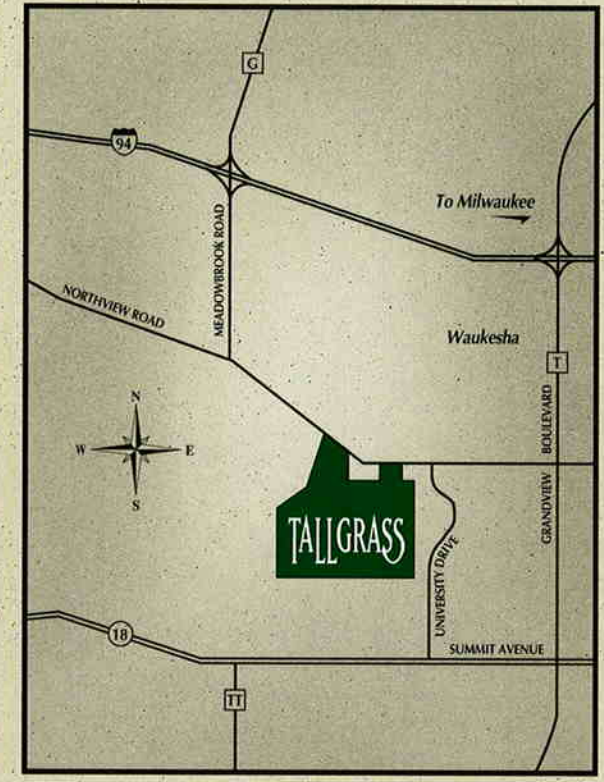 G
94
To Milwaukee
MEADOWBROOK ROAD
NORTHVIEW ROAD
Waukesha
T
GRANDVIEW BOULEVARD
N
W
E
S
TALLGRASS
UNIVERSITY DRIVE
18
SUMMIT AVENUE
TT